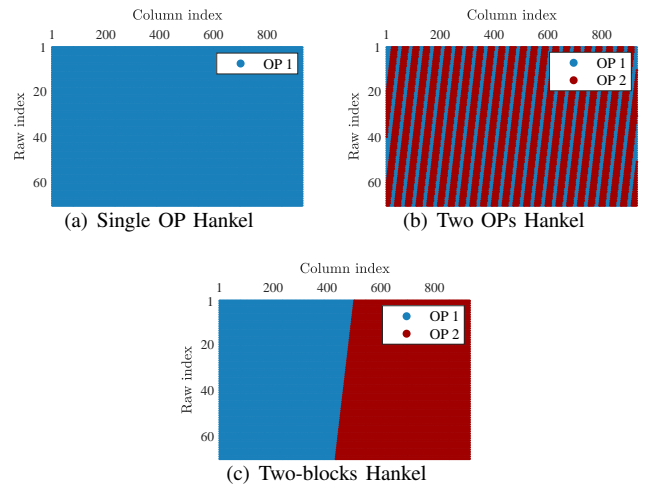 Column index
1 200 400 600 800
Raw index
1
20
40
60
OP 1
(a) Single OP Hankel
Column index
1 200 400 600 800
Raw index
1
20
40
60
OP 1
OP 2
(b) Two OPs Hankel
Column index
1 200 400 600 800
Raw index
1
20
40
60
OP 1
OP 2
(c) Two-blocks Hankel